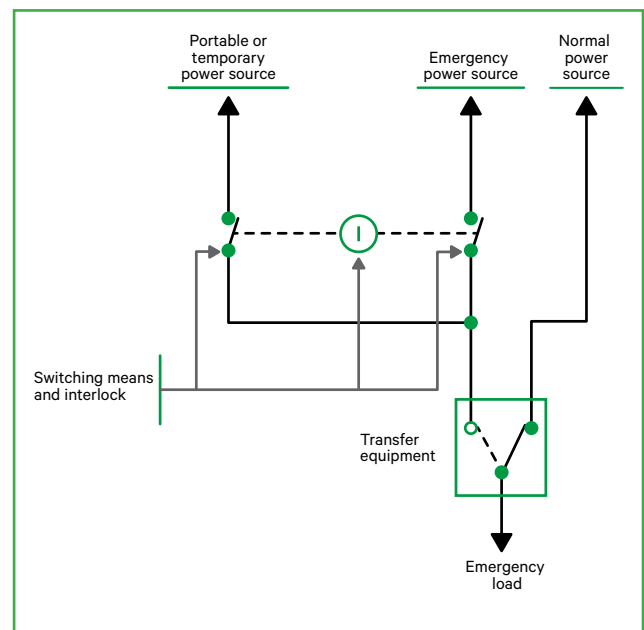 Portable or
temporary
power source
Emergency
power source
Normal
power
source
I
Switching means
and interlock
Transfer
equipment
Emergency
load